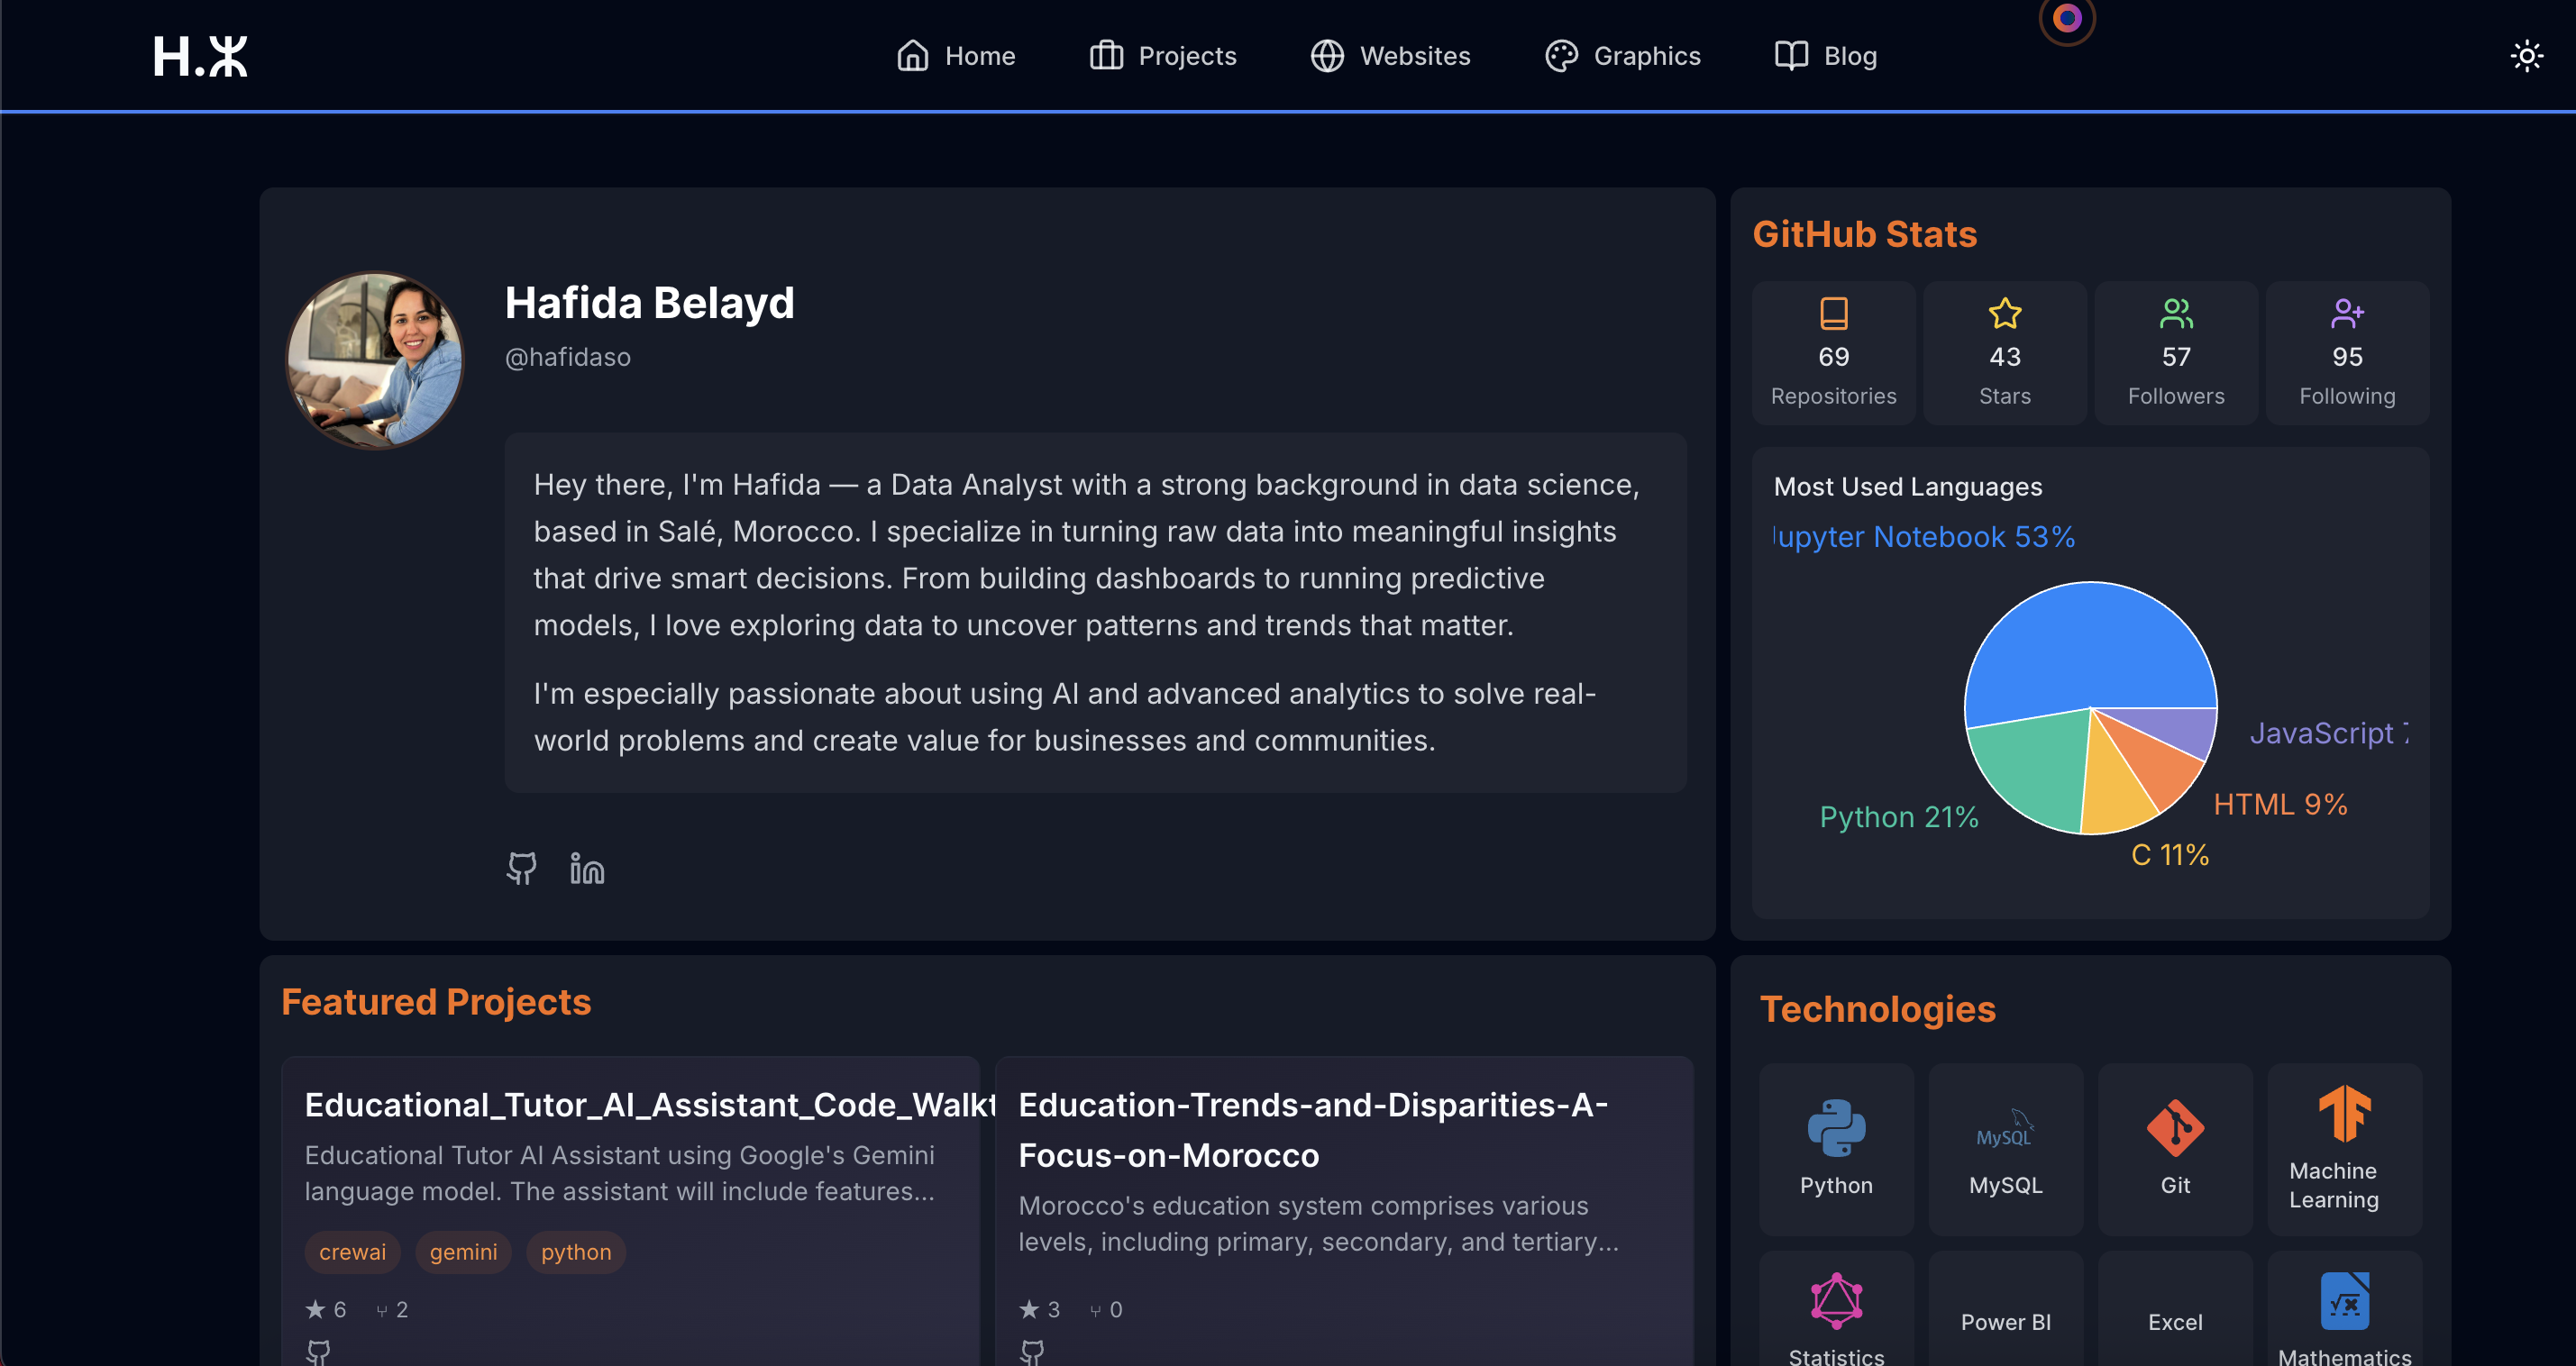 H.ⵣ
Home
Projects
Websites
Graphics
Blog
Hafida Belayd
@hafidaso
Hey there, I'm Hafida — a Data Analyst with a strong background in data science,
based in Salé, Morocco. I specialize in turning raw data into meaningful insights
that drive smart decisions. From building dashboards to running predictive
models, I love exploring data to uncover patterns and trends that matter.
I'm especially passionate about using AI and advanced analytics to solve real-
world problems and create value for businesses and communities.
GitHub Stats
69
Repositories
43
Stars
57
Followers
95
Following
Most Used Languages
Jupyter Notebook 53%
JavaScript 7
HTML 9%
Python 21%
C 11%
Featured Projects
Educational_Tutor_AI_Assistant_Code_Walkt
Educational Tutor AI Assistant using Google's Gemini
language model. The assistant will include features...
crewai
gemini
python
★ 6
2
Education-Trends-and-Disparities-A-
Focus-on-Morocco
Morocco's education system comprises various
levels, including primary, secondary, and tertiary...
★ 3
0
Technologies
Python
MySQL
MySQL
Git
Machine
Learning
Statistics
Power BI
Excel
√x
Mathematics